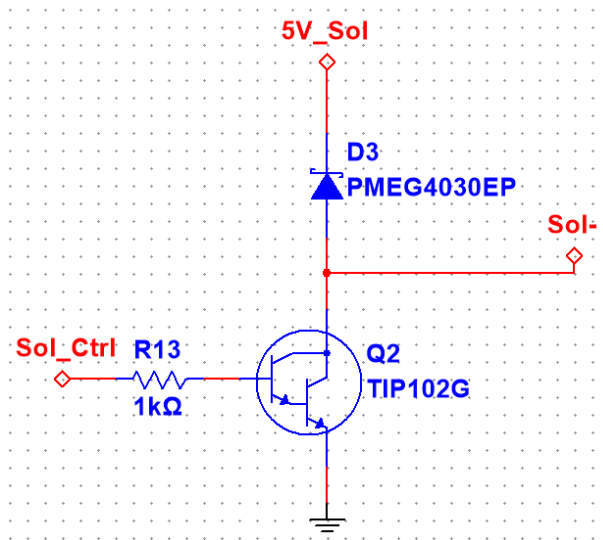 5V_Sol
D3
PMEG4030EP
Sol-
Sol_Ctrl
R13
1kΩ
Q2
TIP102G